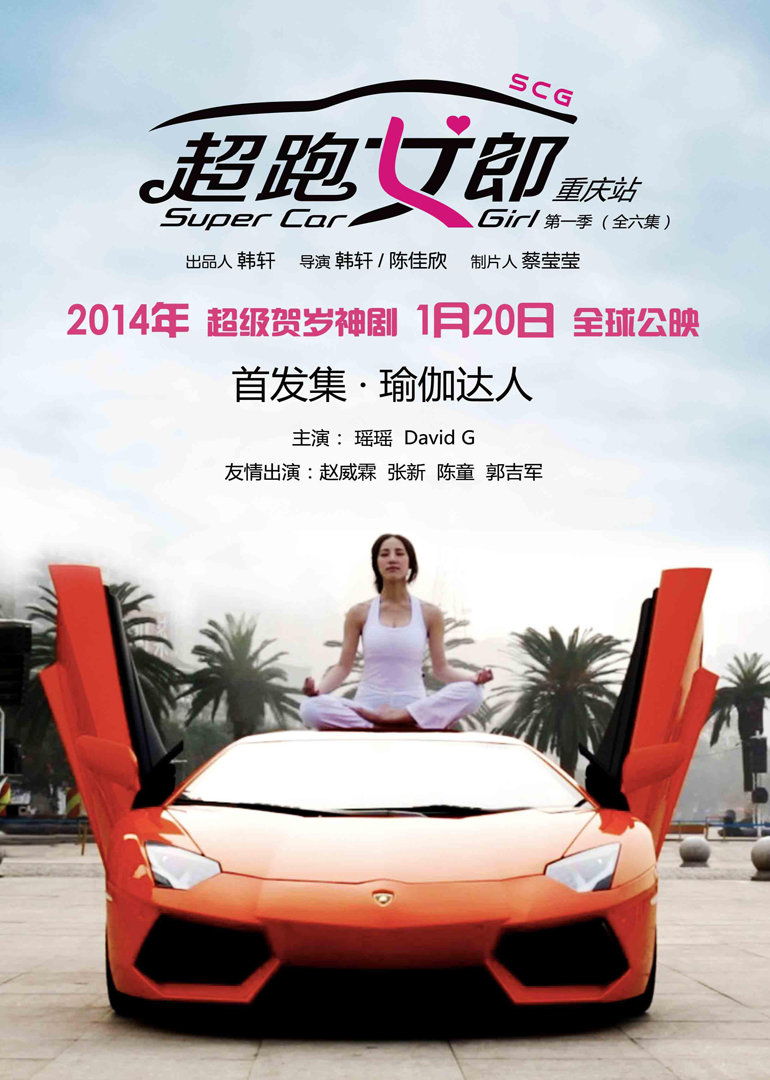 SCG
超跑女郎 重庆站
Super Car Girl 第一季（全六集）
出品人 韩轩 导演 韩轩 / 陈佳欣 制片人 蔡莹莹
2014年 超级贺岁神剧 1月20日 全球公映
首发集 · 瑜伽达人
主演： 瑶瑶 David G
友情出演：赵威霖 张新 陈童 郭吉军